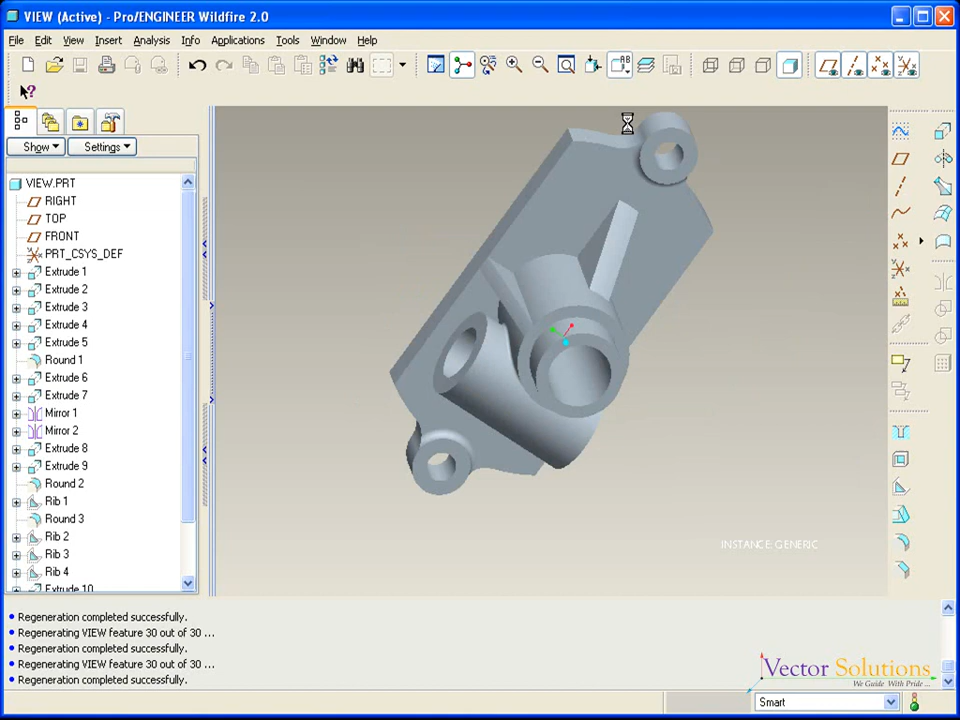 VIEW (Active) - Pro/ENGINEER Wildfire 2.0
File Edit View Insert Analysis Info Applications Tools Window Help
Show Settings
VIEW.PRT
RIGHT
TOP
FRONT
PRT_CSYS_DEF
Extrude 1
Extrude 2
Extrude 3
Extrude 4
Extrude 5
Round 1
Extrude 6
Extrude 7
Mirror 1
Mirror 2
Extrude 8
Extrude 9
Round 2
Rib 1
Round 3
Rib 2
Rib 3
Rib 4
Extrude 10
INSTANCE: GENERIC
Regeneration completed successfully.
Regenerating VIEW feature 30 out of 30 ...
Regeneration completed successfully.
Regenerating VIEW feature 30 out of 30 ...
Regeneration completed successfully.
Vector Solutions
We Guide With Pride ...
Smart